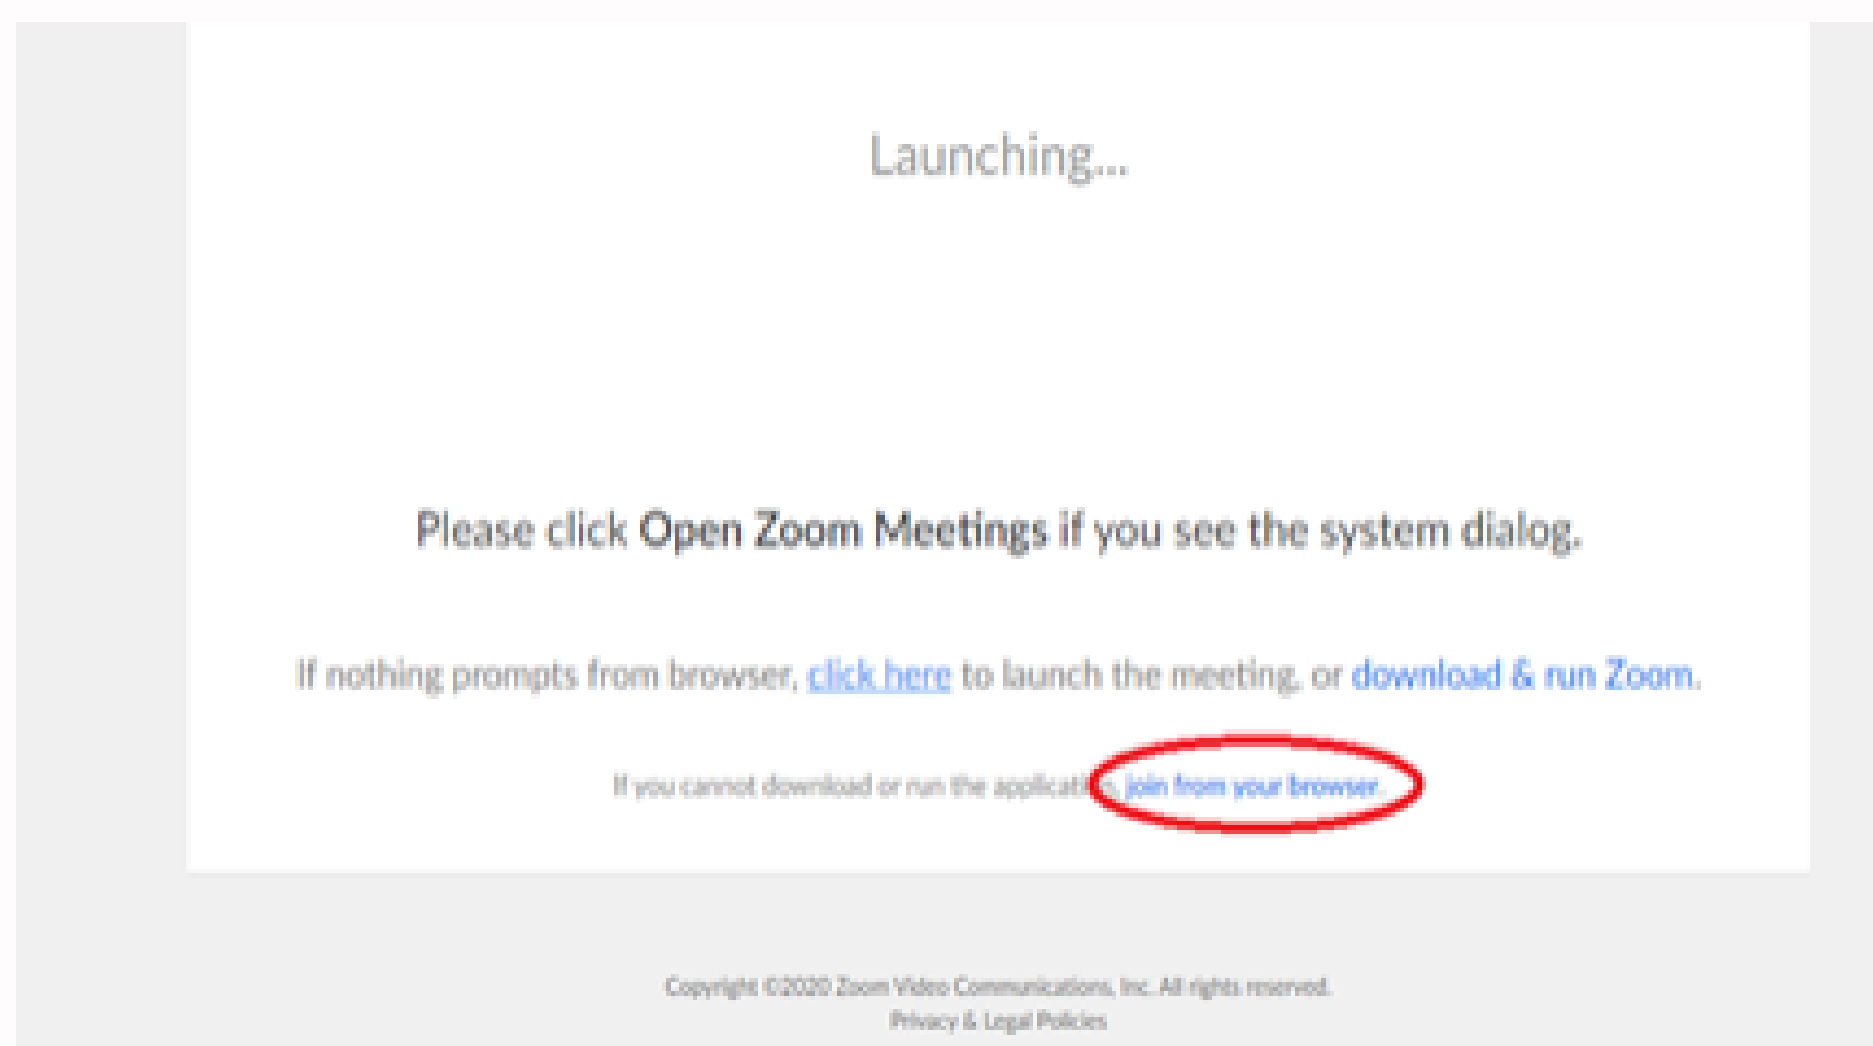 Launching...
Please click Open Zoom Meetings if you see the system dialog.
If nothing prompts from browser, click here to launch the meeting, or download & run Zoom.
If you cannot download or run the applicatio, join from your browser.
Copyright ©2020 Zoom Video Communications, Inc. All rights reserved.
Privacy & Legal Policies